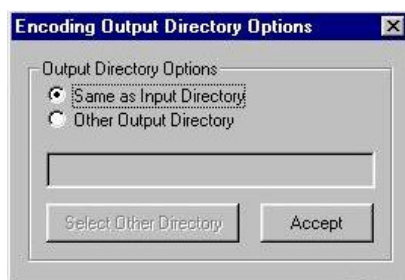 Encoding Output Directory Options
Output Directory Options
Same as Input Directory
Other Output Directory
Select Other Directory
Accept